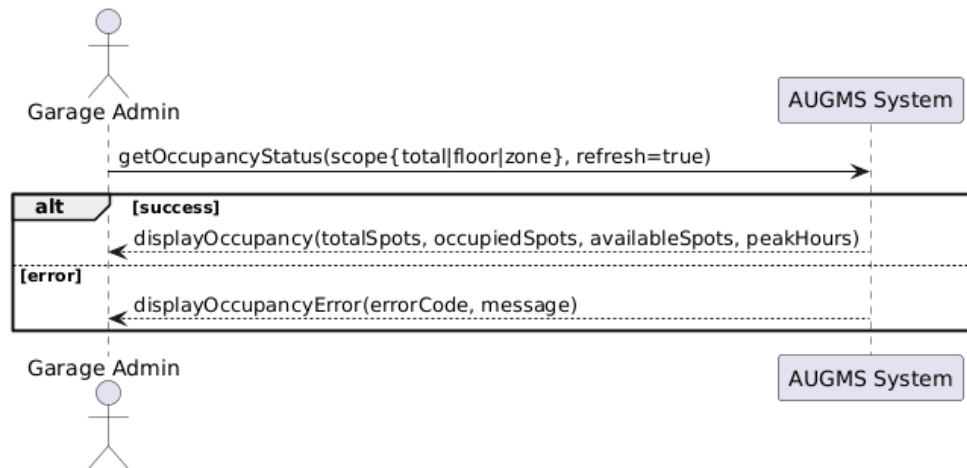 Garage Admin
AUGMS System
getOccupancyStatus(scope{total|floor|zone}, refresh=true)
alt
[success]
displayOccupancy(totalSpots, occupiedSpots, availableSpots, peakHours)
[error]
displayOccupancyError(errorCode, message)
Garage Admin
AUGMS System